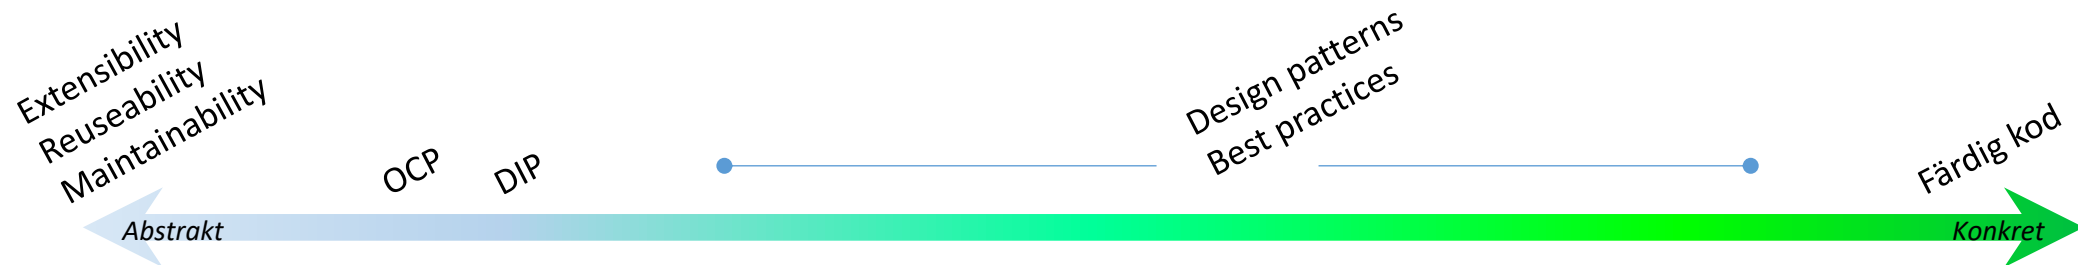 Extensibility
Reuseability
Maintainability
OCP
DIP
Design patterns
Best practices
Färdig kod
Abstrakt
Konkret